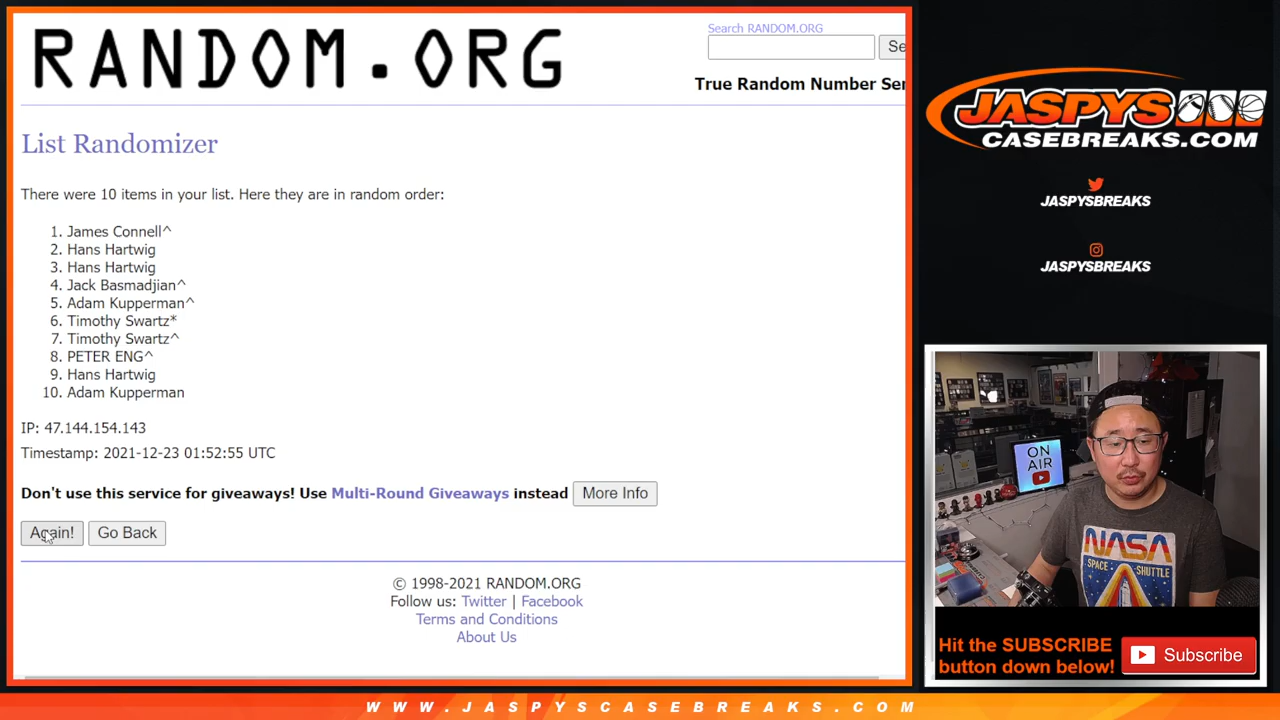 RANDOM.ORG
Search RANDOM.ORG
Se
True Random Number Ser
List Randomizer
There were 10 items in your list. Here they are in random order:
1. James Connell^
2. Hans Hartwig
3. Hans Hartwig
4. Jack Basmadjian^
5. Adam Kupperman^
6. Timothy Swartz*
7. Timothy Swartz^
8. PETER ENG^
9. Hans Hartwig
10. Adam Kupperman
IP: 47.144.154.143
Timestamp: 2021-12-23 01:52:55 UTC
Don't use this service for giveaways! Use Multi-Round Giveaways instead More Info
Again! Go Back
© 1998-2021 RANDOM.ORG
Follow us: Twitter | Facebook
Terms and Conditions
About Us
JASPYS
CASEBREAKS.COM
JASPYSBREAKS
JASPYSBREAKS
ON
AIR
NASA
SPACE SHUTTLE
Hit the SUBSCRIBE
button down below!
Subscribe
WWW.JASPYSCASEBREAKS.COM